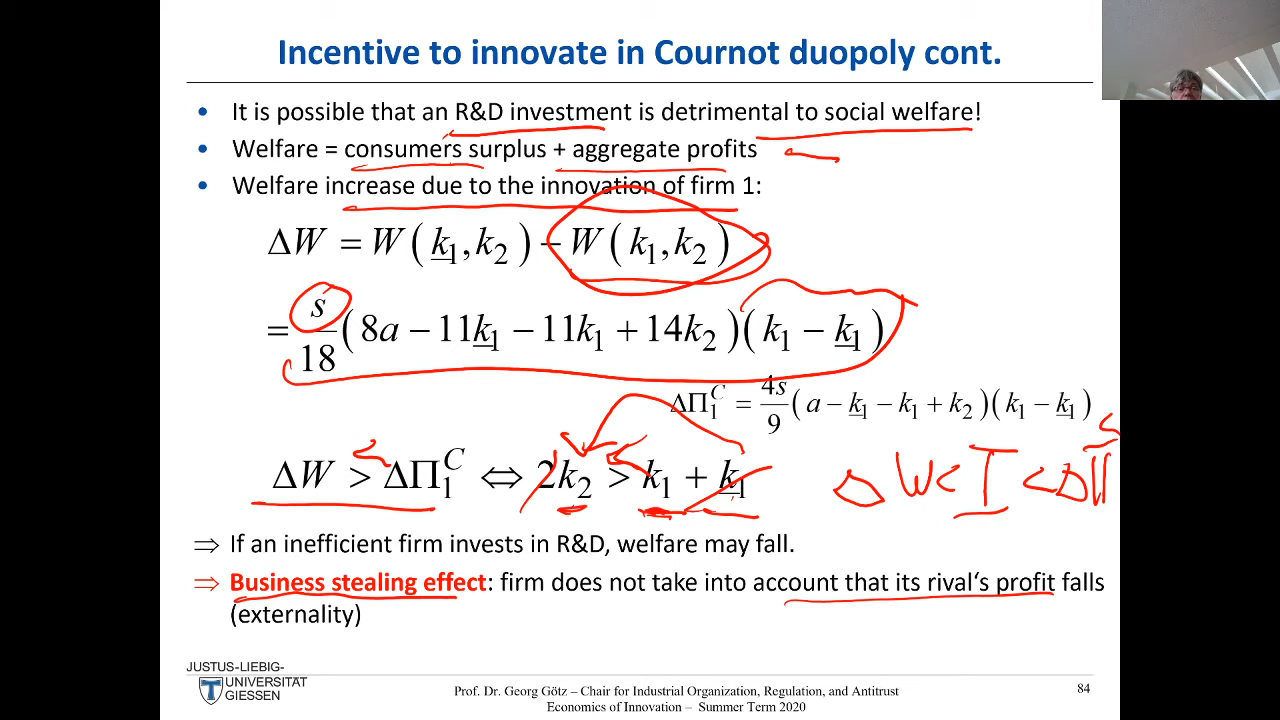 Incentive to innovate in Cournot duopoly cont.
• It is possible that an R&D investment is detrimental to social welfare!
• Welfare = consumers surplus + aggregate profits
• Welfare increase due to the innovation of firm 1:
ΔW = W(k̲₁, k₂) − W(k₁, k₂)
= s/18 (8a − 11k̲₁ − 11k₁ + 14k₂)(k₁ − k̲₁)
ΔΠ₁ᶜ = 4s/9 (a − k̲₁ − k₁ + k₂)(k₁ − k̲₁)
ΔW > ΔΠ₁ᶜ ⇔ 2k₂ > k₁ + k̲₁
Δ W < I < ΔΠ
⇒ If an inefficient firm invests in R&D, welfare may fall.
⇒ Business stealing effect: firm does not take into account that its rival‘s profit falls
(externality)
JUSTUS-LIEBIG-
UNIVERSITÄT
GIESSEN
Prof. Dr. Georg Götz – Chair for Industrial Organization, Regulation, and Antitrust
Economics of Innovation – Summer Term 2020
84